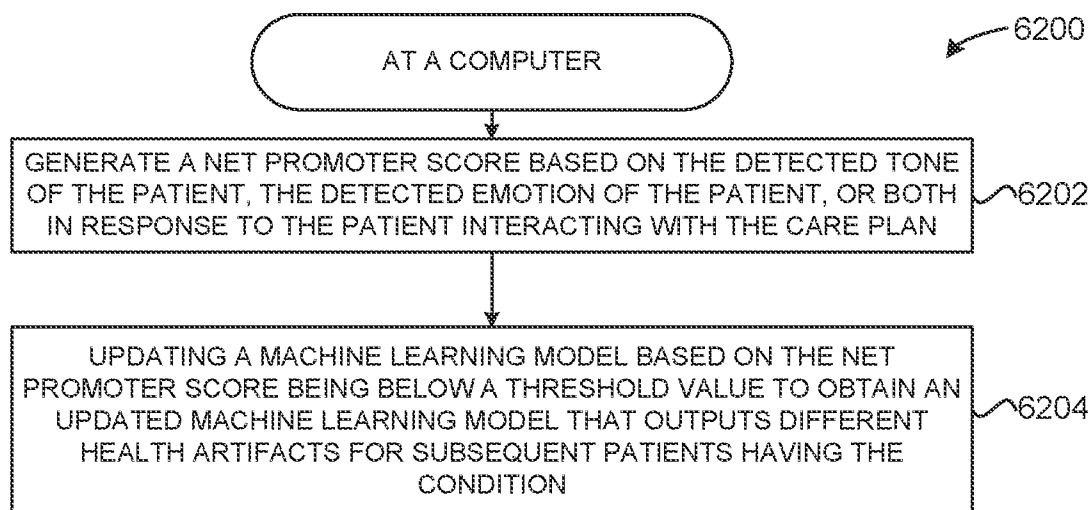 6200
AT A COMPUTER
GENERATE A NET PROMOTER SCORE BASED ON THE DETECTED TONE
OF THE PATIENT, THE DETECTED EMOTION OF THE PATIENT, OR BOTH
IN RESPONSE TO THE PATIENT INTERACTING WITH THE CARE PLAN
6202
UPDATING A MACHINE LEARNING MODEL BASED ON THE NET
PROMOTER SCORE BEING BELOW A THRESHOLD VALUE TO OBTAIN AN
UPDATED MACHINE LEARNING MODEL THAT OUTPUTS DIFFERENT
HEALTH ARTIFACTS FOR SUBSEQUENT PATIENTS HAVING THE
CONDITION
6204